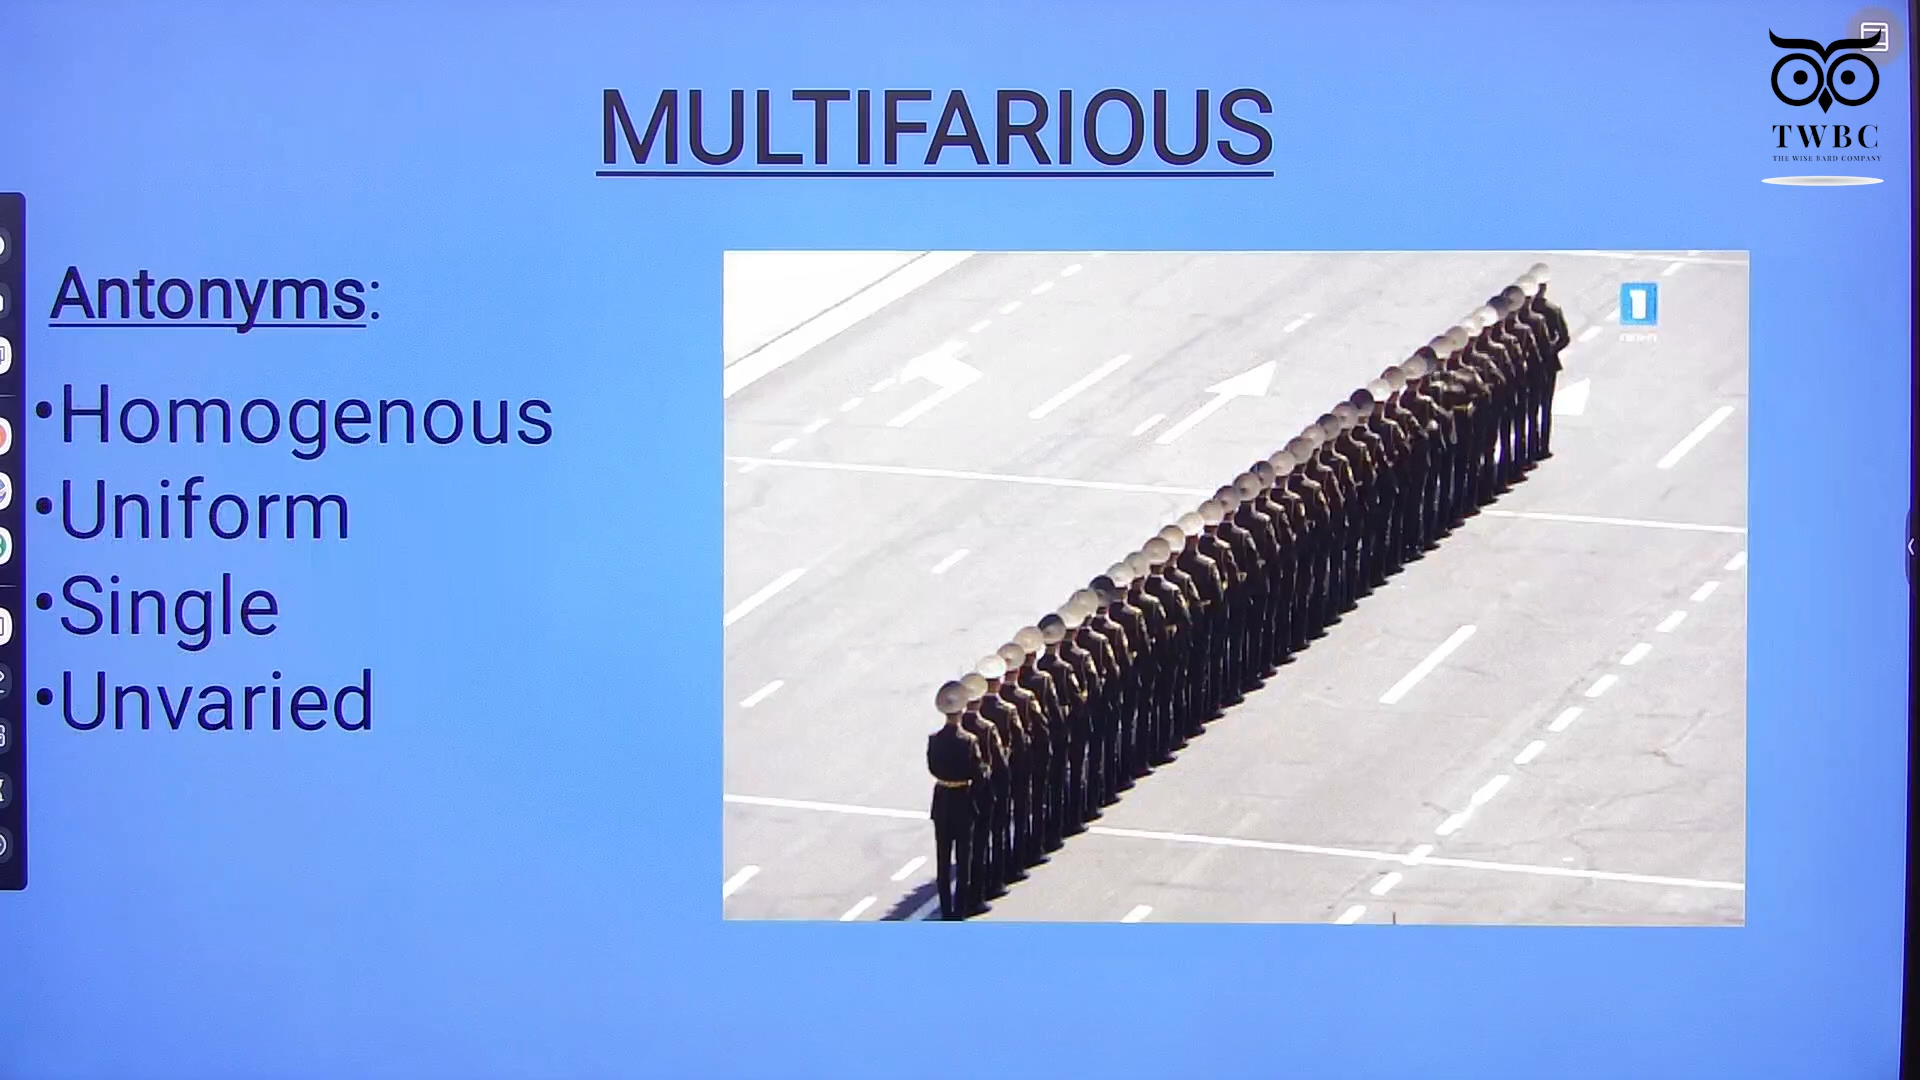 MULTIFARIOUS
TWBC
THE WISE BARD COMPANY
Antonyms:
•Homogenous
•Uniform
•Single
•Unvaried